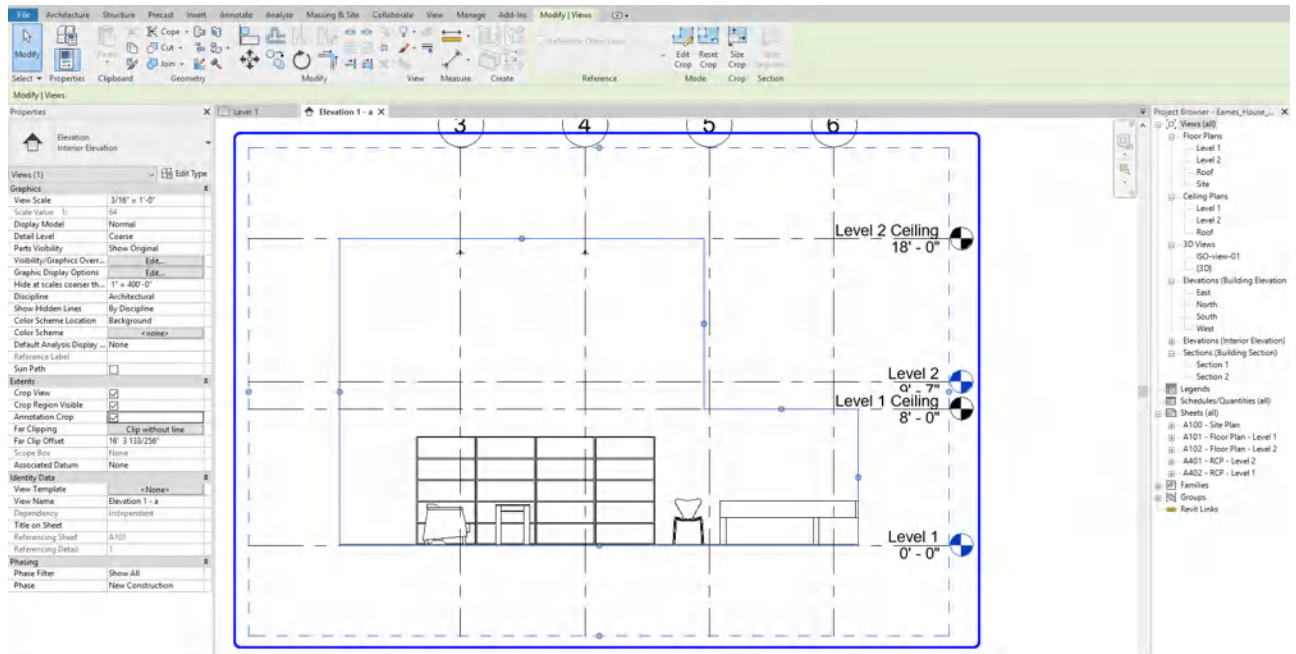 File Architecture Structure Precast Insert Annotate Analyze Massing & Site Collaborate View Manage Add-Ins Modify | Views
Modify
Cope
Cut
Join
Edit Crop
Reset Crop
Size Crop
Select Properties Clipboard Geometry Modify View Measure Create Reference Mode Crop Section
Modify | Views
Properties
Level 1
Elevation 1 - a
Project Browser - Eames_House_...
Elevation
Interior Elevation
Views (1)
Edit Type
Graphics
View Scale 3/16" = 1'-0"
Scale Value 1: 64
Display Model Normal
Detail Level Coarse
Parts Visibility Show Original
Visibility/Graphics Overr... Edit...
Graphic Display Options Edit...
Hide at scales coarser th... 1" = 400'-0"
Discipline Architectural
Show Hidden Lines By Discipline
Color Scheme Location Background
Color Scheme <none>
Default Analysis Display ... None
Reference Label
Sun Path
Extents
Crop View
Crop Region Visible
Annotation Crop
Far Clipping Clip without line
Far Clip Offset 16' 3 133/256"
Scope Box None
Associated Datum None
Identity Data
View Template <None>
View Name Elevation 1 - a
Dependency Independent
Title on Sheet
Referencing Sheet A101
Referencing Detail 1
Phasing
Phase Filter Show All
Phase New Construction
3 4 5 6
Level 2 Ceiling
18' - 0"
Level 2
9' - 7"
Level 1 Ceiling
8' - 0"
Level 1
0' - 0"
Views (all)
Floor Plans
Level 1
Level 2
Roof
Site
Ceiling Plans
Level 1
Level 2
Roof
3D Views
ISO-view-01
{3D}
Elevations (Building Elevation
East
North
South
West
Elevations (Interior Elevation)
Sections (Building Section)
Section 1
Section 2
Legends
Schedules/Quantities (all)
Sheets (all)
A100 - Site Plan
A101 - Floor Plan - Level 1
A102 - Floor Plan - Level 2
A401 - RCP - Level 2
A402 - RCP - Level 1
Families
Groups
Revit Links